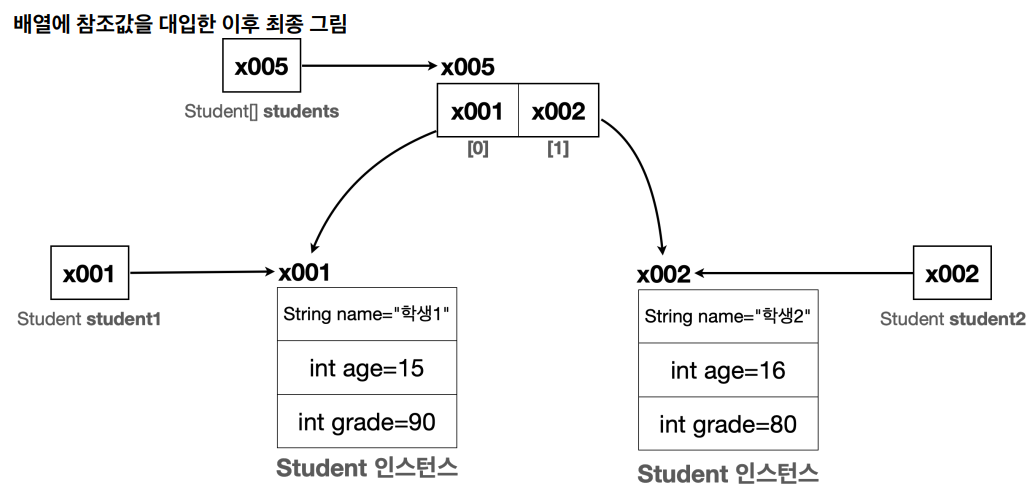 배열에 참조값을 대입한 이후 최종 그림
x005
x005
Student[] students
x001 x002
[0] [1]
x001
x001
x002
x002
Student student1
String name="학생1"
String name="학생2"
Student student2
int age=15
int age=16
int grade=90
int grade=80
Student 인스턴스
Student 인스턴스